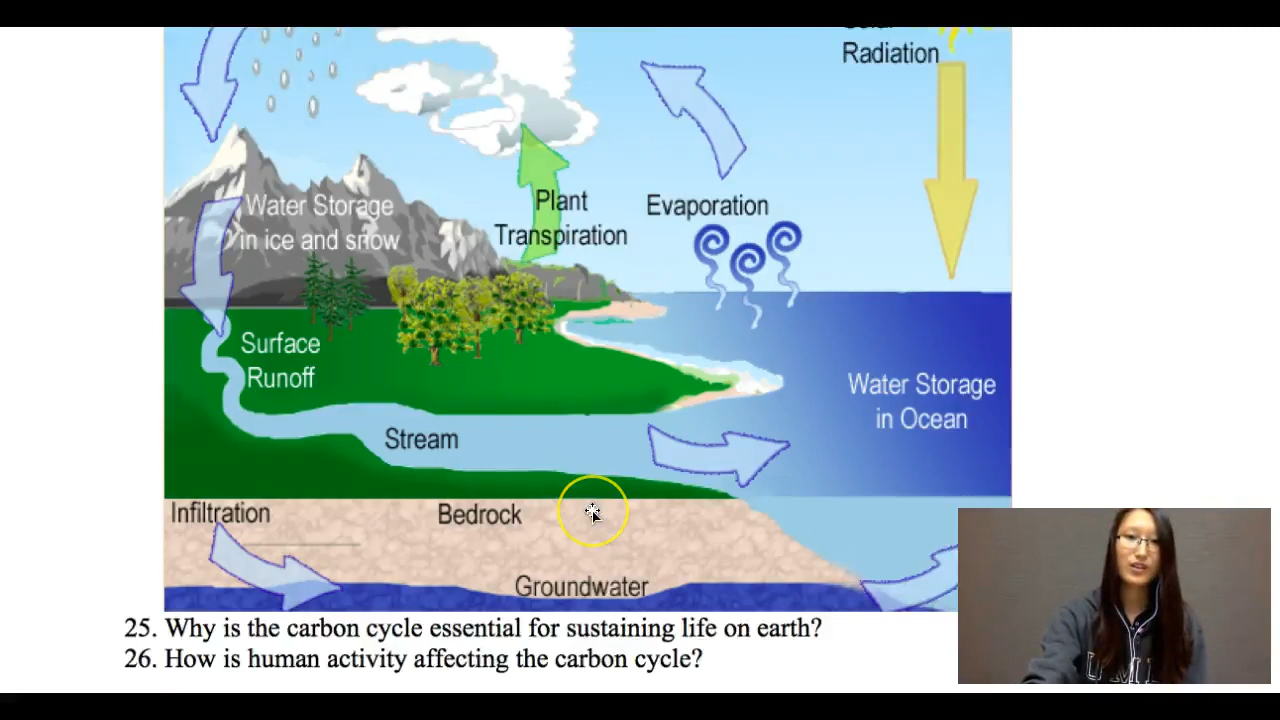 Radiation
Plant
Transpiration
Evaporation
Water Storage
in ice and snow
Surface
Runoff
Water Storage
in Ocean
Stream
Infiltration
Bedrock
Groundwater
25. Why is the carbon cycle essential for sustaining life on earth?
26. How is human activity affecting the carbon cycle?